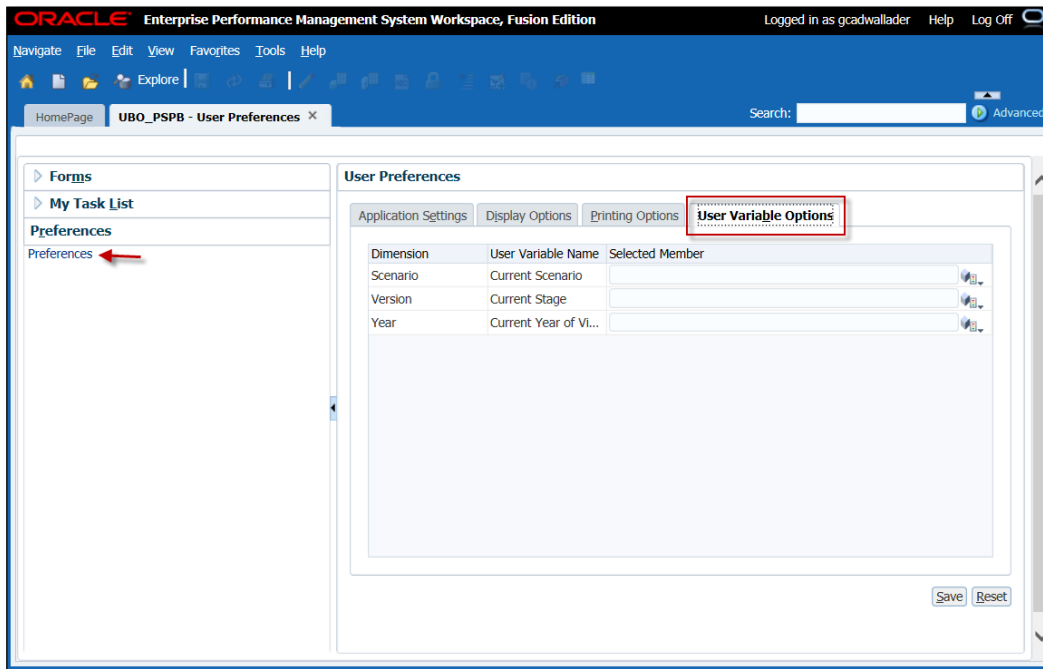 ORACLE Enterprise Performance Management System Workspace, Fusion Edition Logged in as gcadwallader Help Log Off
Navigate File Edit View Favorites Tools Help
Explore
HomePage UBO_PSPB - User Preferences × Search: Advanced
Forms
My Task List
Preferences
Preferences
User Preferences
Application Settings Display Options Printing Options User Variable Options
Dimension User Variable Name Selected Member
Scenario Current Scenario
Version Current Stage
Year Current Year of Vi...
Save Reset